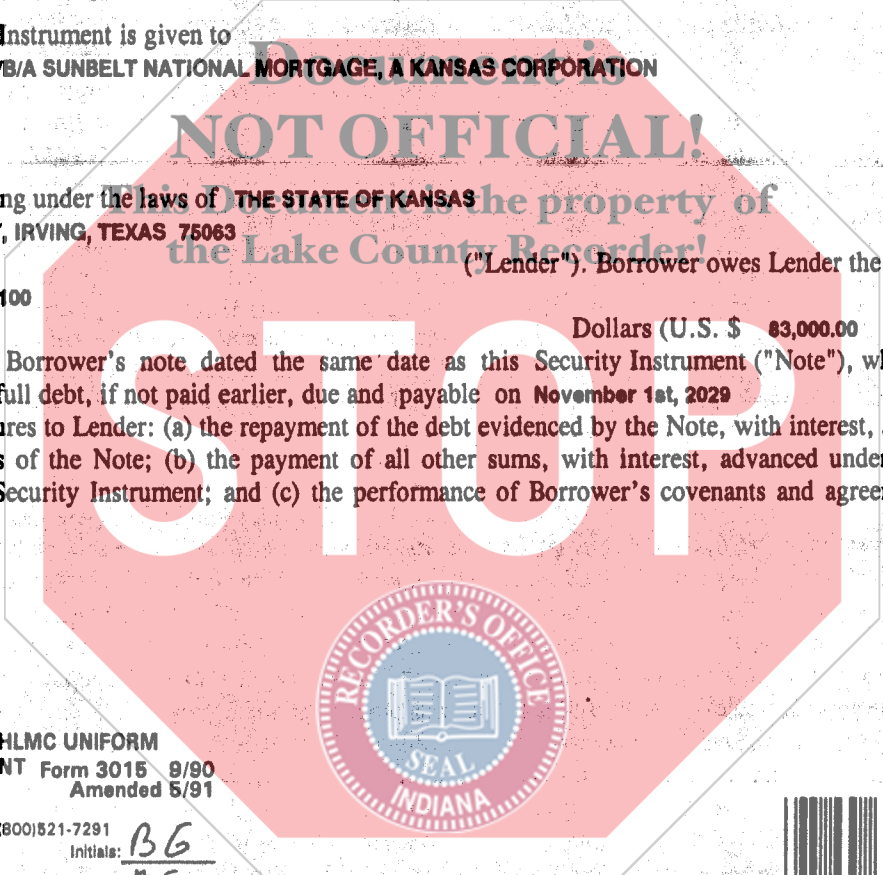 Instrument is given to
/B/A SUNBELT NATIONAL MORTGAGE, A KANSAS CORPORATION
Document is
NOT OFFICIAL!
ng under the laws of THE STATE OF KANSAS
This Document is the property of
, IRVING, TEXAS 75063
the Lake County Recorder!
("Lender"). Borrower owes Lender the
100
Dollars (U.S. $ 83,000.00
STOP
Borrower's note dated the same date as this Security Instrument ("Note"), wh
full debt, if not paid earlier, due and payable on November 1st, 2029
ures to Lender: (a) the repayment of the debt evidenced by the Note, with interest,
s of the Note; (b) the payment of all other sums, with interest, advanced under
Security Instrument; and (c) the performance of Borrower's covenants and agreer
RECORDER'S OFFICE
SEAL
INDIANA
HLMC UNIFORM
NT Form 3015 9/90
Amended 5/91
(800)521-7291
Initials: BG